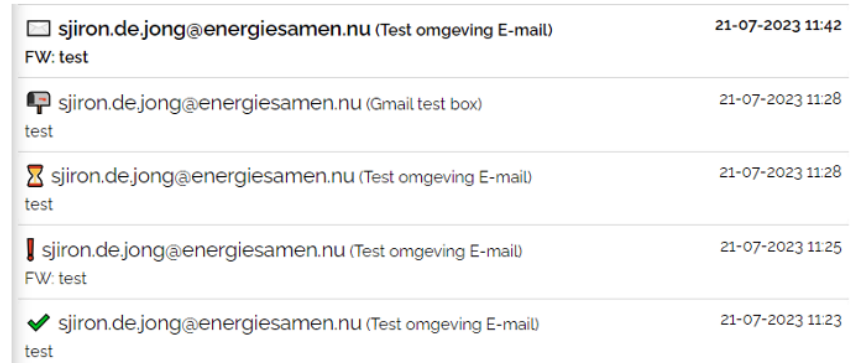 sjiron.de.jong@energiesamen.nu (Test omgeving E-mail) 21-07-2023 11:42
FW: test
sjiron.de.jong@energiesamen.nu (Gmail test box) 21-07-2023 11:28
test
sjiron.de.jong@energiesamen.nu (Test omgeving E-mail) 21-07-2023 11:28
test
sjiron.de.jong@energiesamen.nu (Test omgeving E-mail) 21-07-2023 11:25
FW: test
sjiron.de.jong@energiesamen.nu (Test omgeving E-mail) 21-07-2023 11:23
test